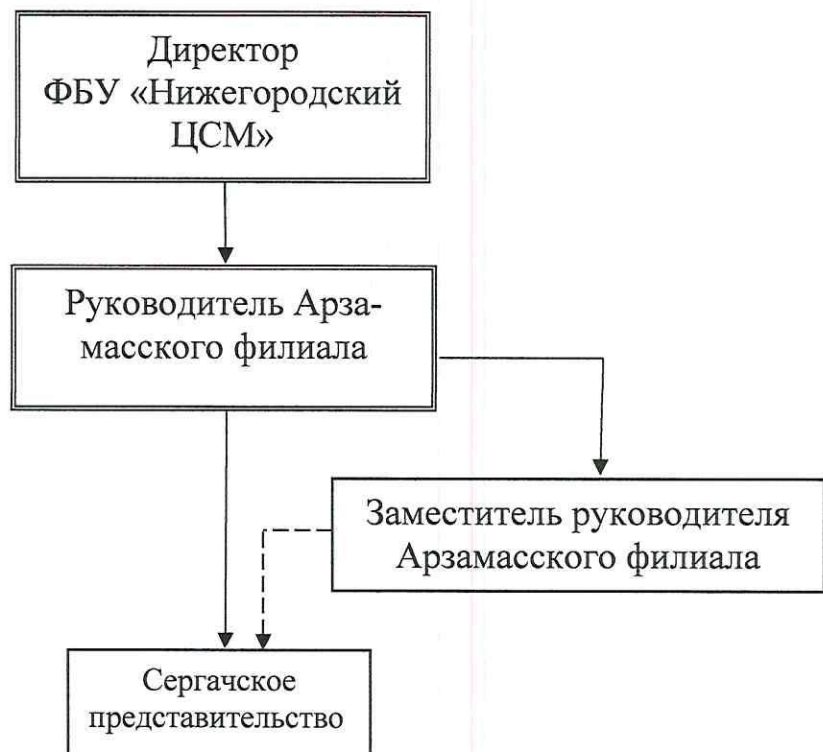 Директор
ФБУ «Нижегородский
ЦСМ»
Руководитель Арза-
масского филиала
Заместитель руководителя
Арзамасского филиала
Сергачское
представительство